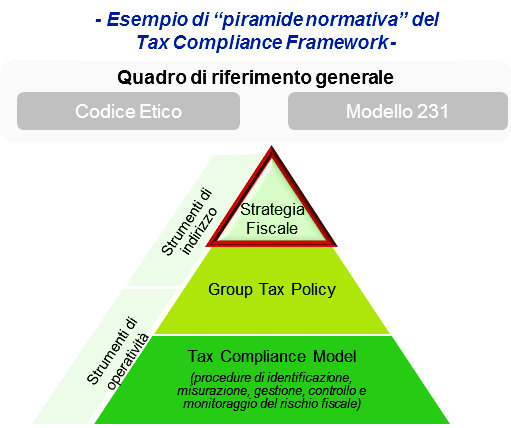 - Esempio di “piramide normativa” del
Tax Compliance Framework-
Quadro di riferimento generale
Codice Etico
Modello 231
Strumenti di
indirizzo
Strategia
Fiscale
Group Tax Policy
Strumenti di
operatività
Tax Compliance Model
(procedure di identificazione,
misurazione, gestione, controllo e
monitoraggio del rischio fiscale)